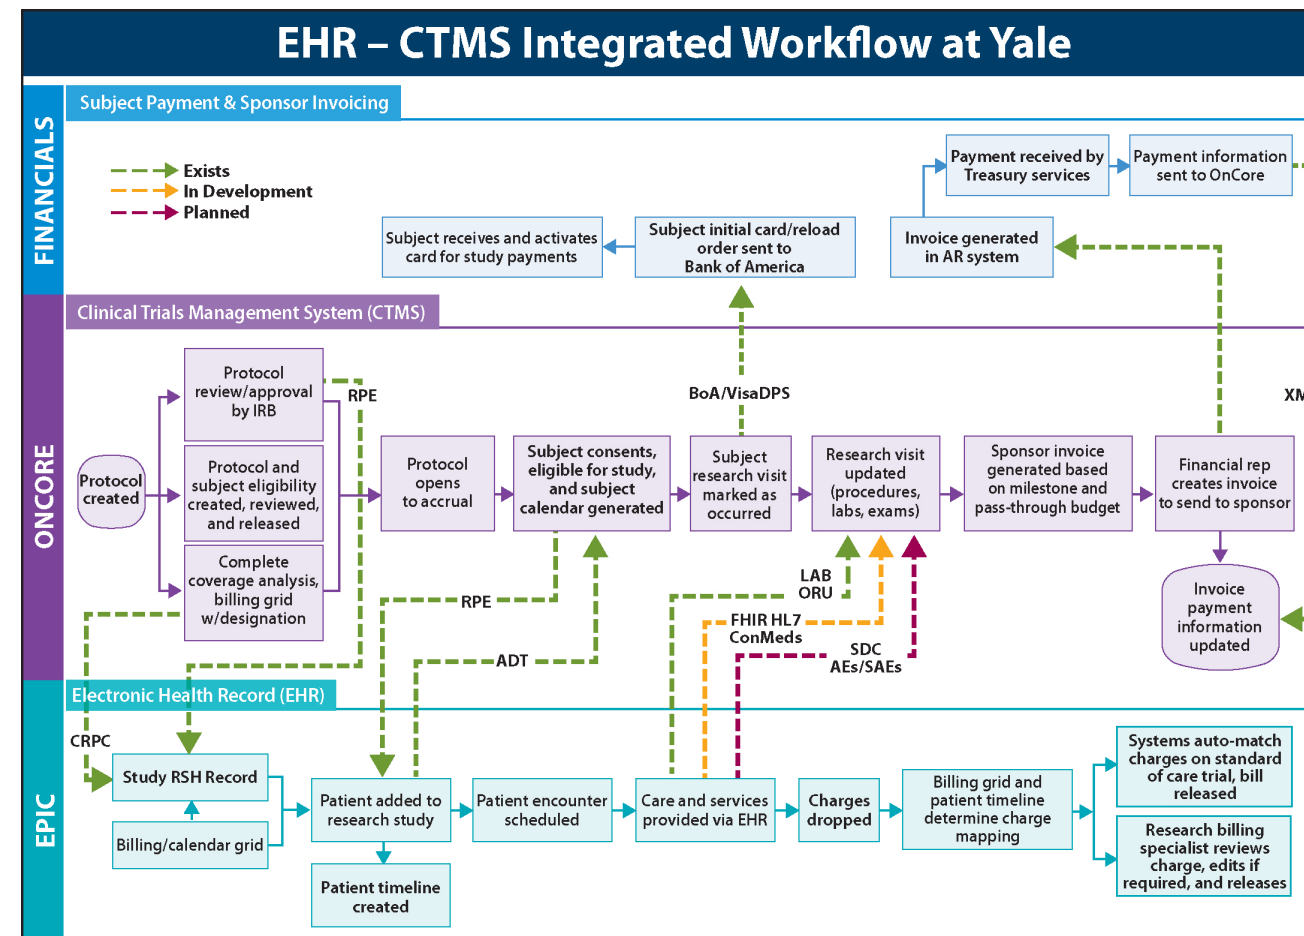 EHR – CTMS Integrated Workflow at Yale
FINANCIALS
Subject Payment & Sponsor Invoicing
Exists
In Development
Planned
Subject receives and activates
card for study payments
Subject initial card/reload
order sent to
Bank of America
Payment received by
Treasury services
Payment information
sent to OnCore
Invoice generated
in AR system
ONCORE
Clinical Trials Management System (CTMS)
Protocol
created
Protocol
review/approval
by IRB
RPE
Protocol and
subject eligibility
created, reviewed,
and released
Complete
coverage analysis,
billing grid
w/designation
Protocol
opens
to accrual
Subject consents,
eligible for study,
and subject
calendar generated
BoA/VisaDPS
Subject
research visit
marked as
occurred
Research visit
updated
(procedures,
labs, exams)
Sponsor invoice
generated based
on milestone and
pass-through budget
Financial rep
creates invoice
to send to sponsor
XM
Invoice
payment
information
updated
RPE
ADT
LAB
ORU
FHIR HL7
ConMeds
SDC
AEs/SAEs
EPIC
Electronic Health Record (EHR)
CRPC
Study RSH Record
Billing/calendar grid
Patient added to
research study
Patient timeline
created
Patient encounter
scheduled
Care and services
provided via EHR
Charges
dropped
Billing grid and
patient timeline
determine charge
mapping
Systems auto-match
charges on standard
of care trial, bill
released
Research billing
specialist reviews
charge, edits if
required, and releases